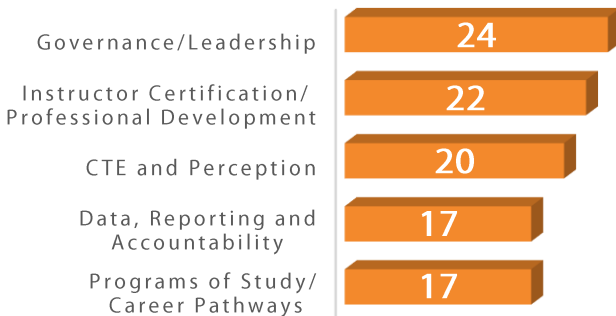 Governance/Leadership
24
Instructor Certification/
Professional Development
22
CTE and Perception
20
Data, Reporting and
Accountability
17
Programs of Study/
Career Pathways
17